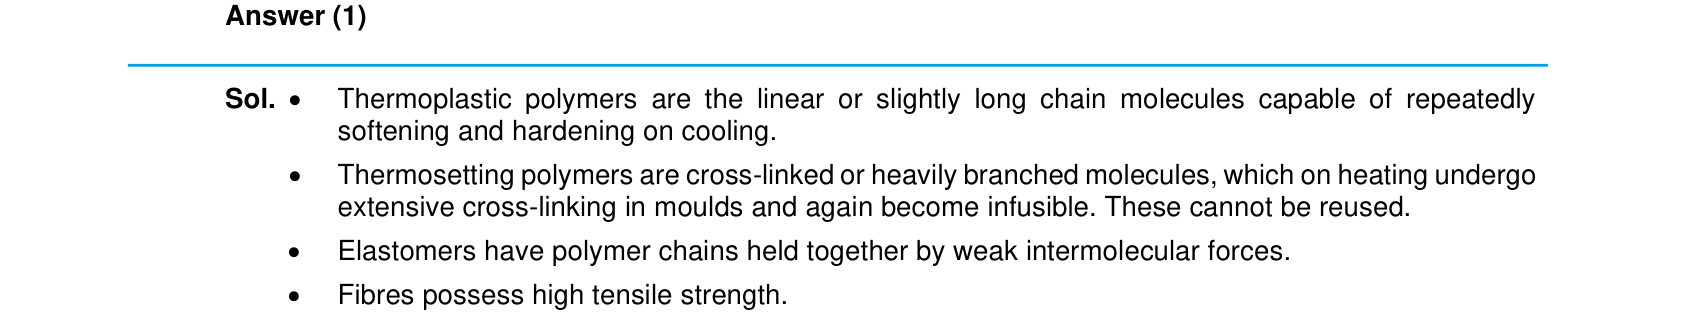 Answer (1)
Sol. • Thermoplastic polymers are the linear or slightly long chain molecules capable of repeatedly
softening and hardening on cooling.
• Thermosetting polymers are cross-linked or heavily branched molecules, which on heating undergo
extensive cross-linking in moulds and again become infusible. These cannot be reused.
• Elastomers have polymer chains held together by weak intermolecular forces.
• Fibres possess high tensile strength.